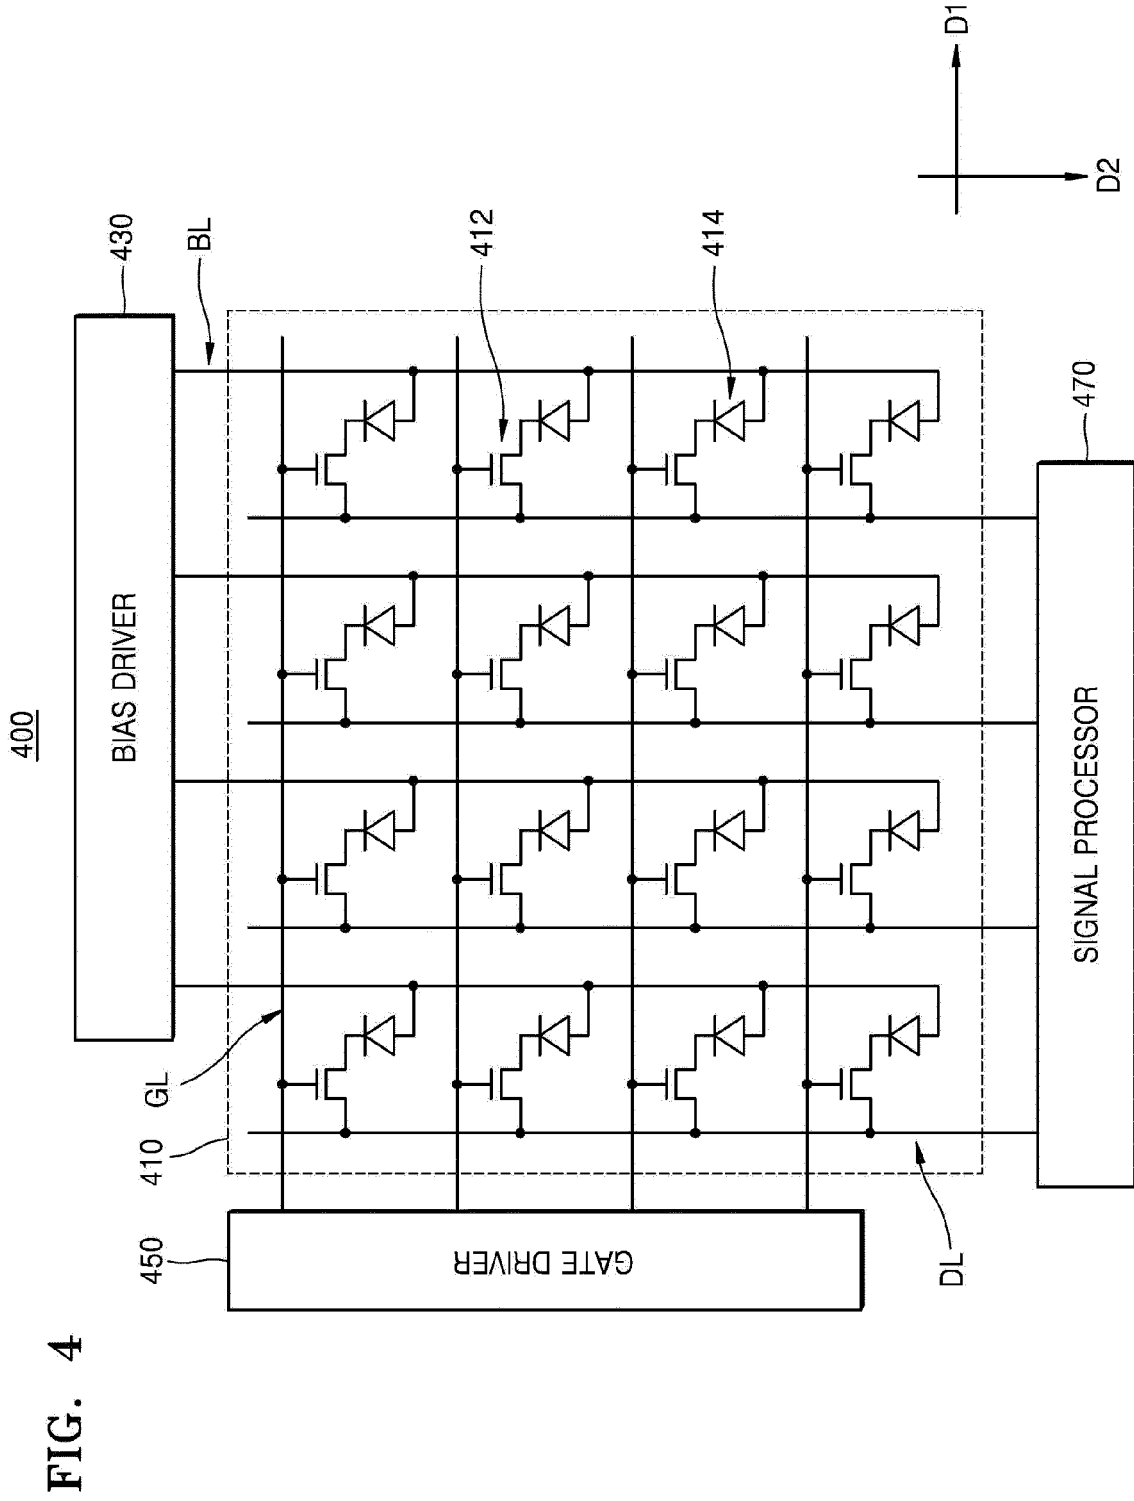 FIG. 4
400
BIAS DRIVER
430
BL
GL
410
412
414
450
GATE DRIVER
DL
SIGNAL PROCESSOR
470
D1
D2